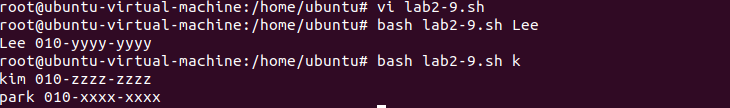 root@ubuntu-virtual-machine:/home/ubuntu# vi lab2-9.sh
root@ubuntu-virtual-machine:/home/ubuntu# bash lab2-9.sh Lee
Lee 010-yyyy-yyyy
root@ubuntu-virtual-machine:/home/ubuntu# bash lab2-9.sh k
kim 010-zzzz-zzzz
park 010-xxxx-xxxx